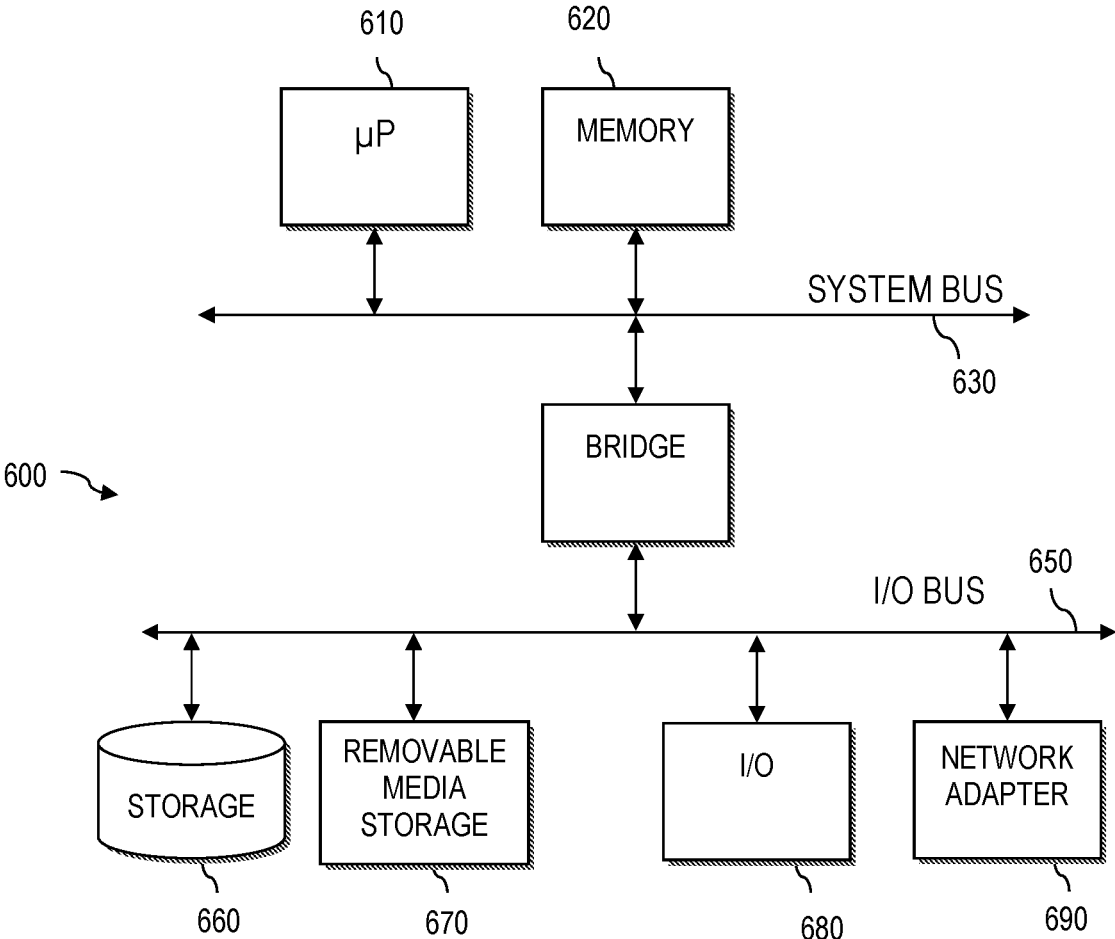 610
620
µP
MEMORY
SYSTEM BUS
630
BRIDGE
600
650
I/O BUS
REMOVABLE
MEDIA
STORAGE
STORAGE
I/O
NETWORK
ADAPTER
660
670
680
690